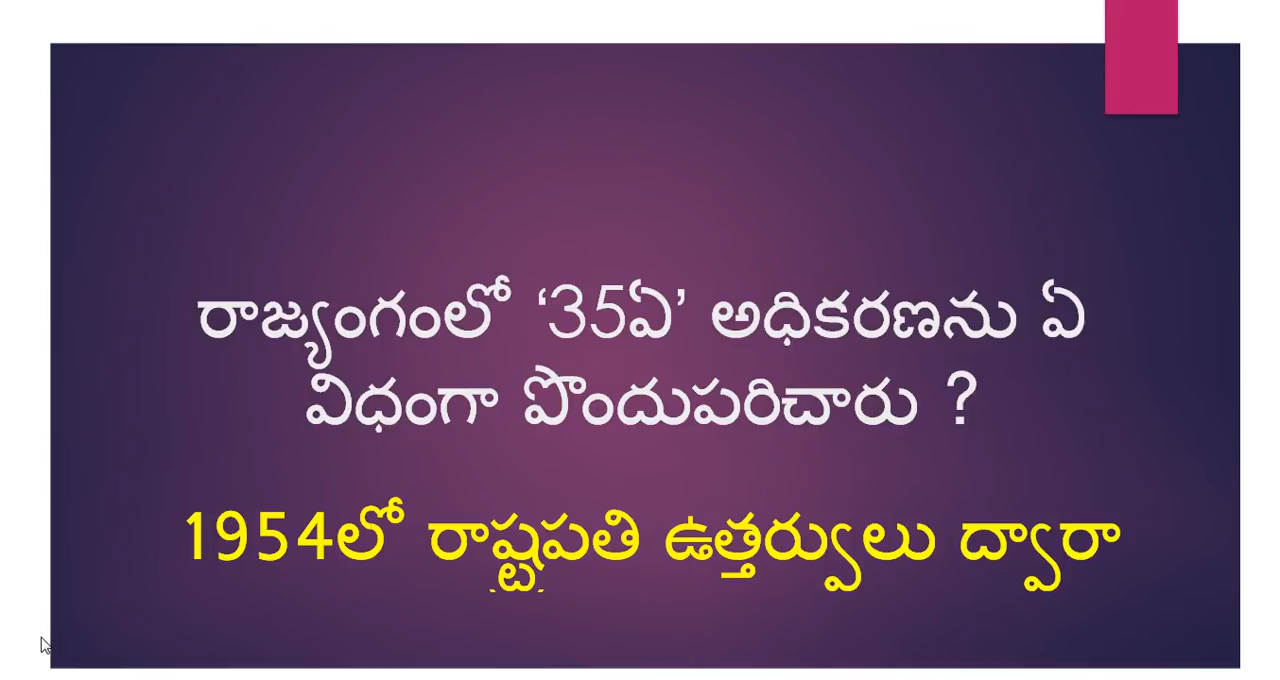 రాజ్యంగంలో ‘35ఏ’ అధికరణను ఏ
విధంగా పొందుపరిచారు ?
1954లో రాష్ట్రపతి ఉత్తర్వులు ద్వారా